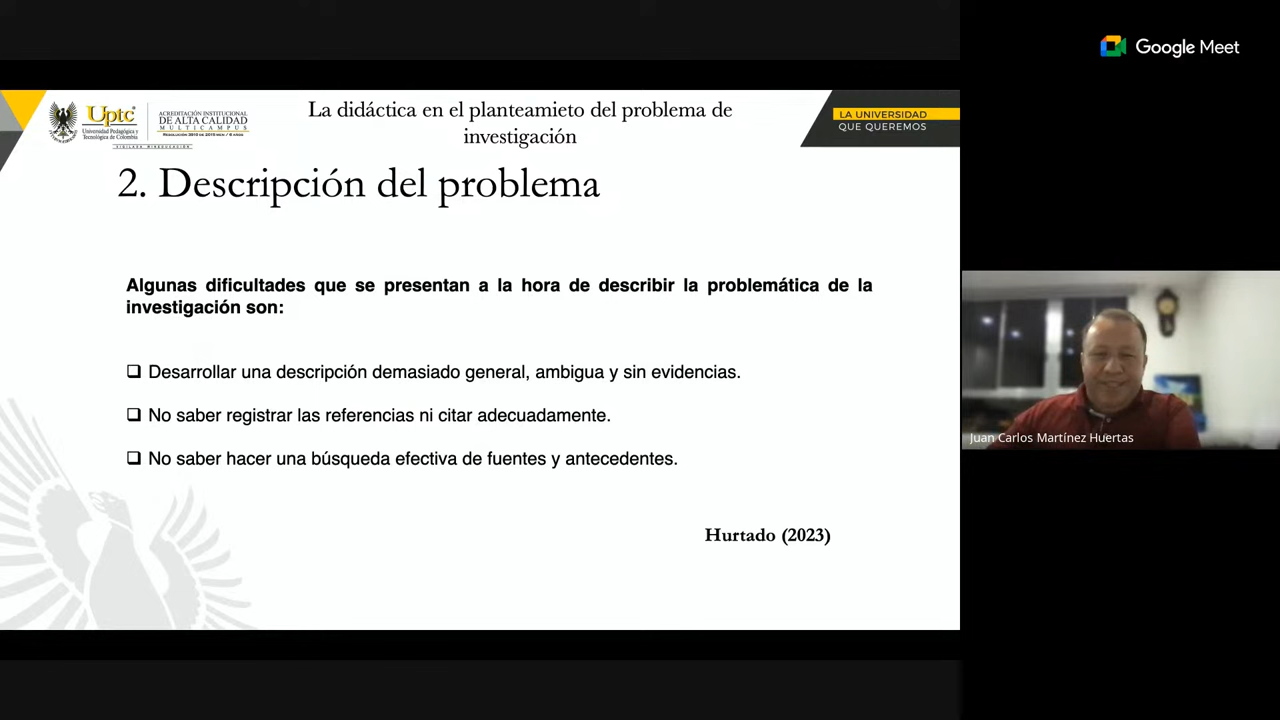 Google Meet
Uptc
Universidad Pedagógica y
Tecnológica de Colombia
ACREDITACIÓN INSTITUCIONAL
DE ALTA CALIDAD
MULTICAMPUS
La didáctica en el planteamieto del problema de
investigación
LA UNIVERSIDAD
QUE QUEREMOS
2. Descripción del problema
Algunas dificultades que se presentan a la hora de describir la problemática de la
investigación son:
❑ Desarrollar una descripción demasiado general, ambigua y sin evidencias.
❑ No saber registrar las referencias ni citar adecuadamente.
❑ No saber hacer una búsqueda efectiva de fuentes y antecedentes.
Hurtado (2023)
Juan Carlos Martínez Huertas